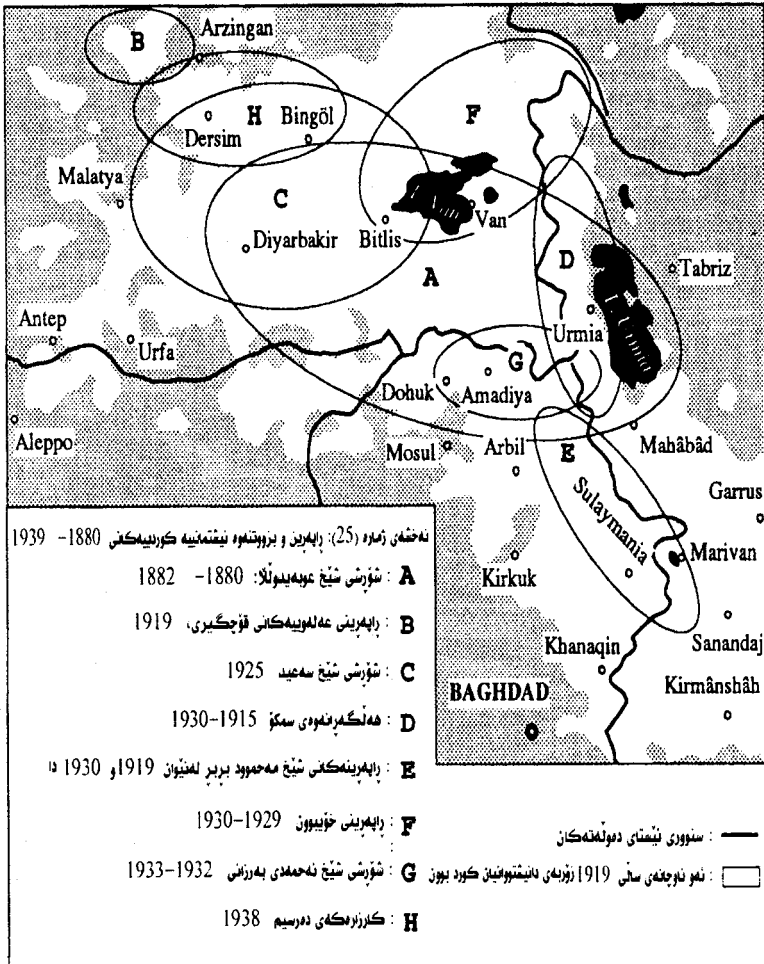 B
Arzingan
F
H
Bingöl
Dersim
Malatya
C
Van
Bitlis
Diyarbakir
D
Tabriz
A
Antep
Urfa
Urmia
G
Dohuk
Amadiya
Aleppo
Mosul
Arbil
Mahâbâd
E
Garrus
Sulaymania
Marivan
Kirkuk
Sanandaj
Khanaqin
BAGHDAD
Kirmânshâh
نەخشەی ژمارە (25): ڕاپەڕین و بزووتنەوە نیشتمانییە کوردییەکانی 1880- 1939
A : شۆڕشی شێخ عوبەیدوڵڵا: 1880- 1882
B : ڕاپەڕینی عەلەوییەکانی قۆچگیری، 1919
C : شۆڕشی شێخ سەعید 1925
D : هەڵگەڕانەوەی سمکۆ 1915-1930
E : ڕاپەڕینەکانی شێخ مەحموود بڕبڕ لەنێوان 1919 و 1930 دا
F : ڕاپەڕینی خۆیبوون 1929-1930
G : شۆڕشی شێخ ئەحمەدی بەرزانی 1932-1933
H : کارزارەکەی دەرسیم 1938
: سنووری ئێستای دەوڵەتەکان
: ئەو ناوچانەی ساڵی 1919 زۆربەی دانیشتووانیان کورد بوون